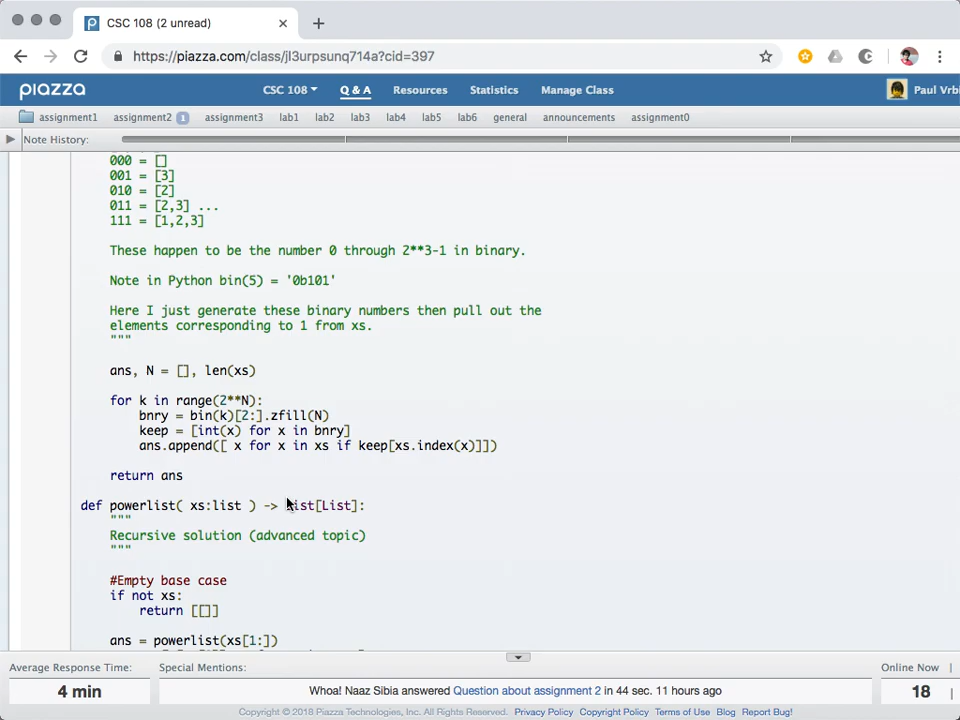 CSC 108 (2 unread)
https://piazza.com/class/jl3urpsunq714a?cid=397
piazza
CSC 108
Q & A
Resources
Statistics
Manage Class
Paul Vrbi
assignment1
assignment2 1
assignment3
lab1
lab2
lab3
lab4
lab5
lab6
general
announcements
assignment0
Note History:
000 = []
001 = [3]
010 = [2]
011 = [2,3] ...
111 = [1,2,3]
These happen to be the number 0 through 2**3-1 in binary.
Note in Python bin(5) = '0b101'
Here I just generate these binary numbers then pull out the
elements corresponding to 1 from xs.
"""
ans, N = [], len(xs)
for k in range(2**N):
bnry = bin(k)[2:].zfill(N)
keep = [int(x) for x in bnry]
ans.append([ x for x in xs if keep[xs.index(x)]])
return ans
def powerlist( xs:list ) -> List[List]:
"""
Recursive solution (advanced topic)
"""
#Empty base case
if not xs:
return [[]]
ans = powerlist(xs[1:])
Average Response Time:
4 min
Special Mentions:
Whoa! Naaz Sibia answered Question about assignment 2 in 44 sec. 11 hours ago
Online Now |
18 |
Copyright © 2018 Piazza Technologies, Inc. All Rights Reserved. Privacy Policy Copyright Policy Terms of Use Blog Report Bug!